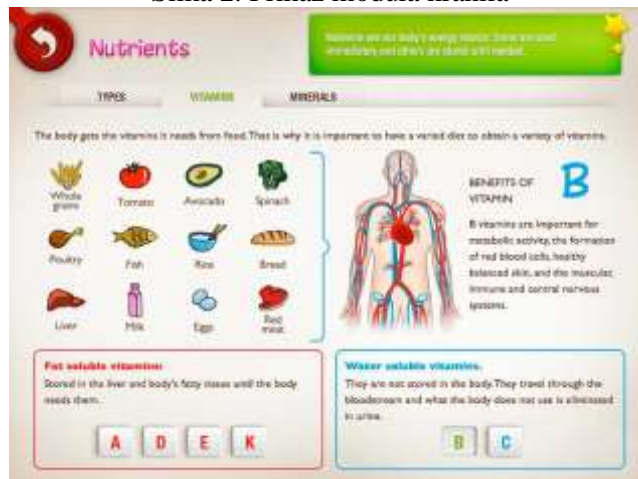 Nutrients
Nutrients are our body's energy source. Some are used
immediately and others are stored until needed.
TYPES
VITAMINS
MINERALS
The body gets the vitamins it needs from food. That is why it is important to have a varied diet to obtain a variety of vitamins.
Whole
grains
Tomato
Avocado
Spinach
Poultry
Fish
Rice
Bread
Liver
Milk
Eggs
Red
meat
BENEFITS OF
VITAMIN
B
B vitamins are important for
metabolic activity, the formation
of red blood cells, healthy
balanced skin, and the muscular,
immune and central nervous
systems.
Fat soluble vitamins:
Stored in the liver and body's fatty tissues until the body
needs them.
A D E K
Water soluble vitamins.
They are not stored in the body. They travel through the
bloodstream and what the body does not use is eliminated
in urine.
B C